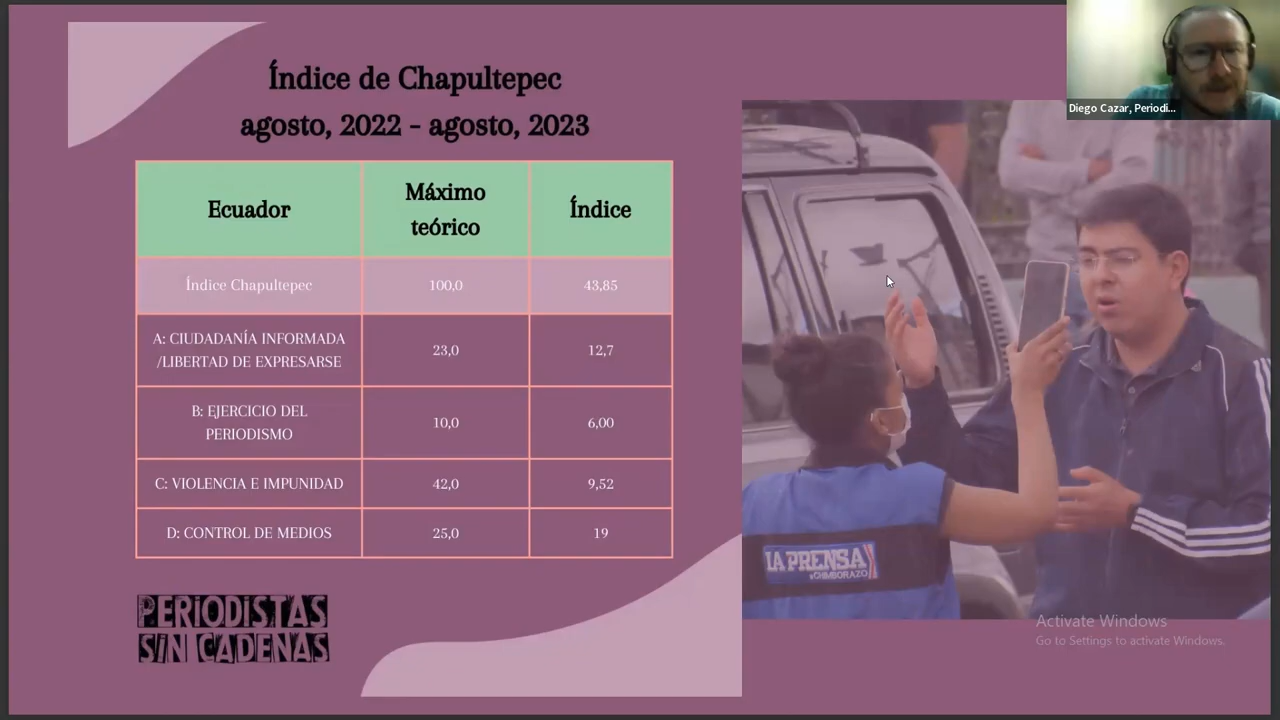 Índice de Chapultepec
agosto, 2022 - agosto, 2023
Ecuador
Máximo
teórico
Índice
Índice Chapultepec
100,0
43,85
A: CIUDADANÍA INFORMADA
/LIBERTAD DE EXPRESARSE
23,0
12,7
B: EJERCICIO DEL
PERIODISMO
10,0
6,00
C: VIOLENCIA E IMPUNIDAD
42,0
9,52
D: CONTROL DE MEDIOS
25,0
19
PERIODISTAS
SIN CADENAS
Diego Cazar, Periodi...
LA PRENSA
CHIMBORAZO
Activate Windows
Go to Settings to activate Windows.